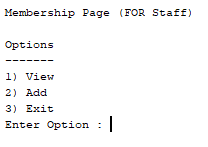 Membership Page (FOR Staff)
Options
-------
1) View
2) Add
3) Exit
Enter Option :